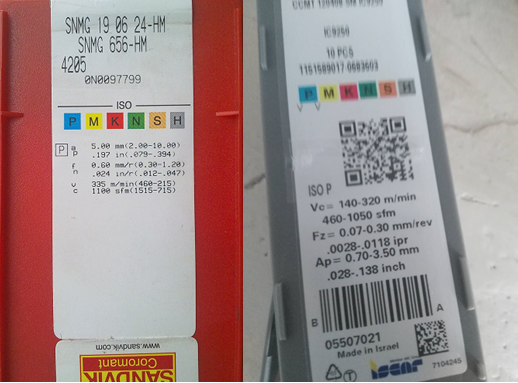 SNMG 19 06 24-HM
SNMG 656-HM
4205
0N0097799
ISO
P M K N S H
P a p 5.00 mm(2.00-10.00)
.197 in(.079-.394)
f n 0.60 mm/r(0.30-1.20)
.024 in/r(.012-.047)
v c 335 m/min(460-215)
1100 sfm(1515-715)
www.sandvik.com
SANDVIK
Coromant
IC9250
10 PCS
1151589017-0683603
P M K N S H
ISO P
Vc= 140-320 m/min
460-1050 sfm
Fz= 0.07-0.30 mm/rev
.0028-.0118 ipr
Ap= 0.70-3.50 mm
.028-.138 inch
B A
05507021
Made in Israel
iscar
7104245